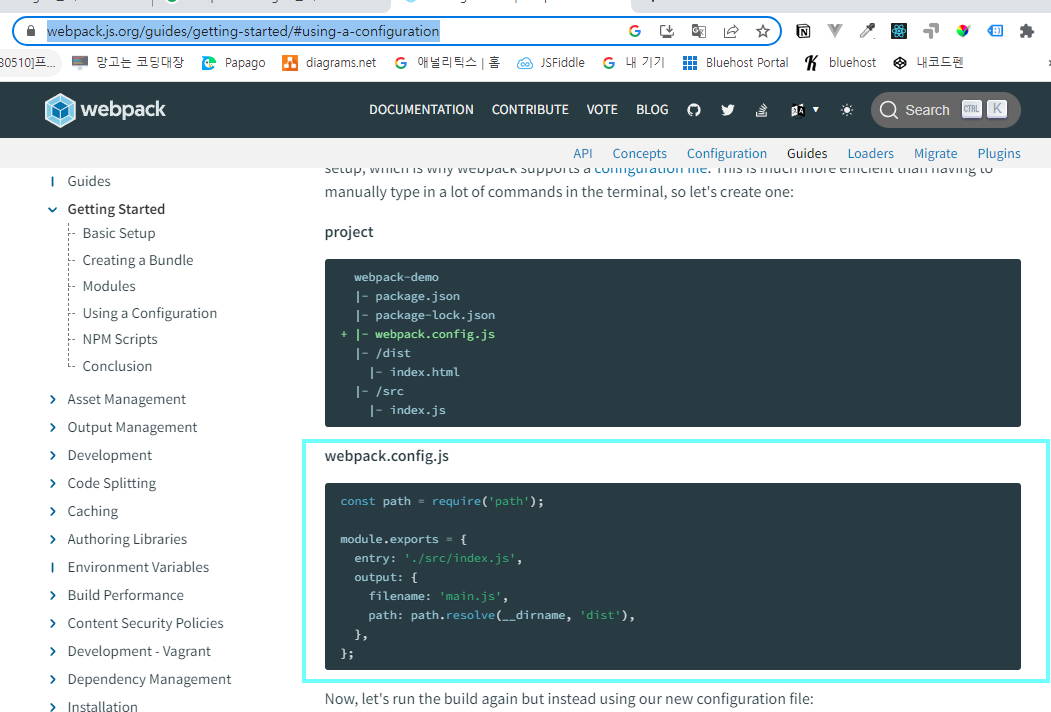 webpack.js.org/guides/getting-started/#using-a-configuration
30510]프... 망고는 코딩대장 Papago diagrams.net 애널리틱스 | 홈 JSFiddle 내 기기 Bluehost Portal bluehost 내코드펜
webpack DOCUMENTATION CONTRIBUTE VOTE BLOG Search CTRL K
API Concepts Configuration Guides Loaders Migrate Plugins
Guides
Getting Started
Basic Setup
Creating a Bundle
Modules
Using a Configuration
NPM Scripts
Conclusion
Asset Management
Output Management
Development
Code Splitting
Caching
Authoring Libraries
Environment Variables
Build Performance
Content Security Policies
Development - Vagrant
Dependency Management
Installation
setup, which is why webpack supports a configuration file. This is much more efficient than having to
manually type in a lot of commands in the terminal, so let's create one:
project
webpack-demo
|- package.json
|- package-lock.json
+ |- webpack.config.js
|- /dist
|- index.html
|- /src
|- index.js
webpack.config.js
const path = require('path');
module.exports = {
entry: './src/index.js',
output: {
filename: 'main.js',
path: path.resolve(__dirname, 'dist'),
},
};
Now, let's run the build again but instead using our new configuration file: